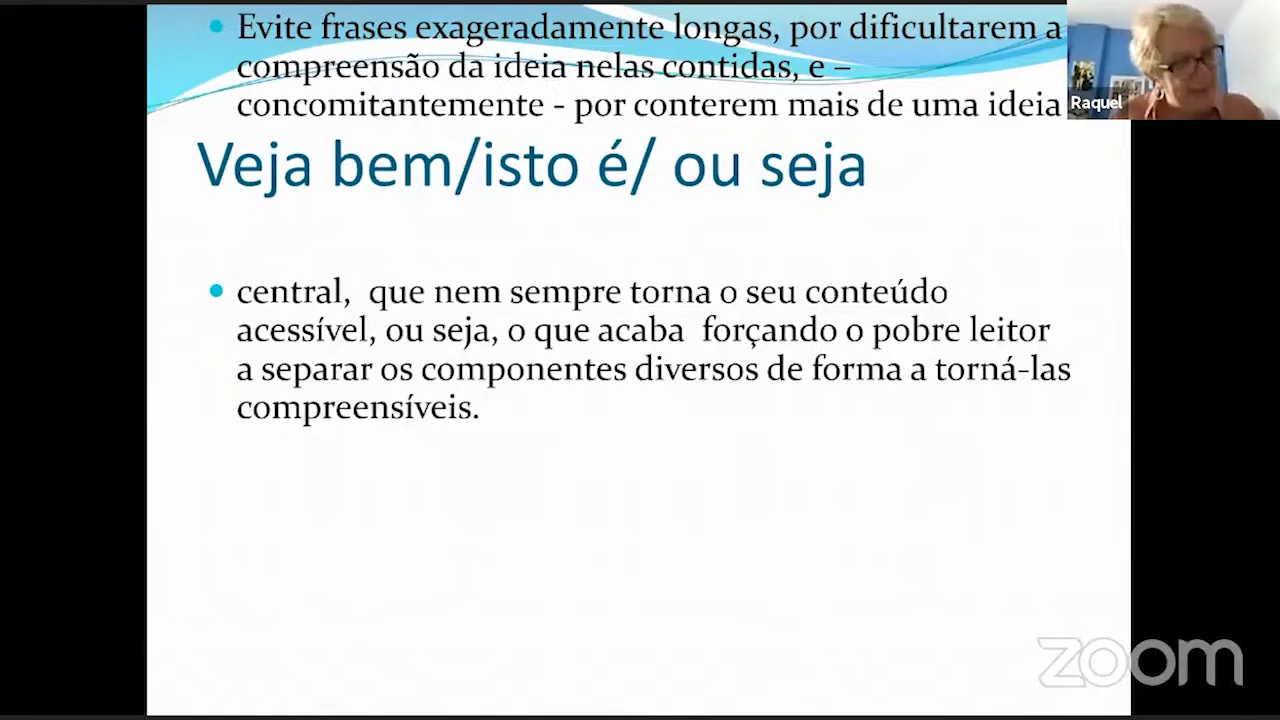 Evite frases exageradamente longas, por dificultarem a
compreensão da ideia nelas contidas, e –
concomitantemente - por conterem mais de uma ideia
Raquel
Veja bem/isto é/ ou seja
central,  que nem sempre torna o seu conteúdo
acessível, ou seja, o que acaba  forçando o pobre leitor
a separar os componentes diversos de forma a torná-las
compreensíveis.
zoom